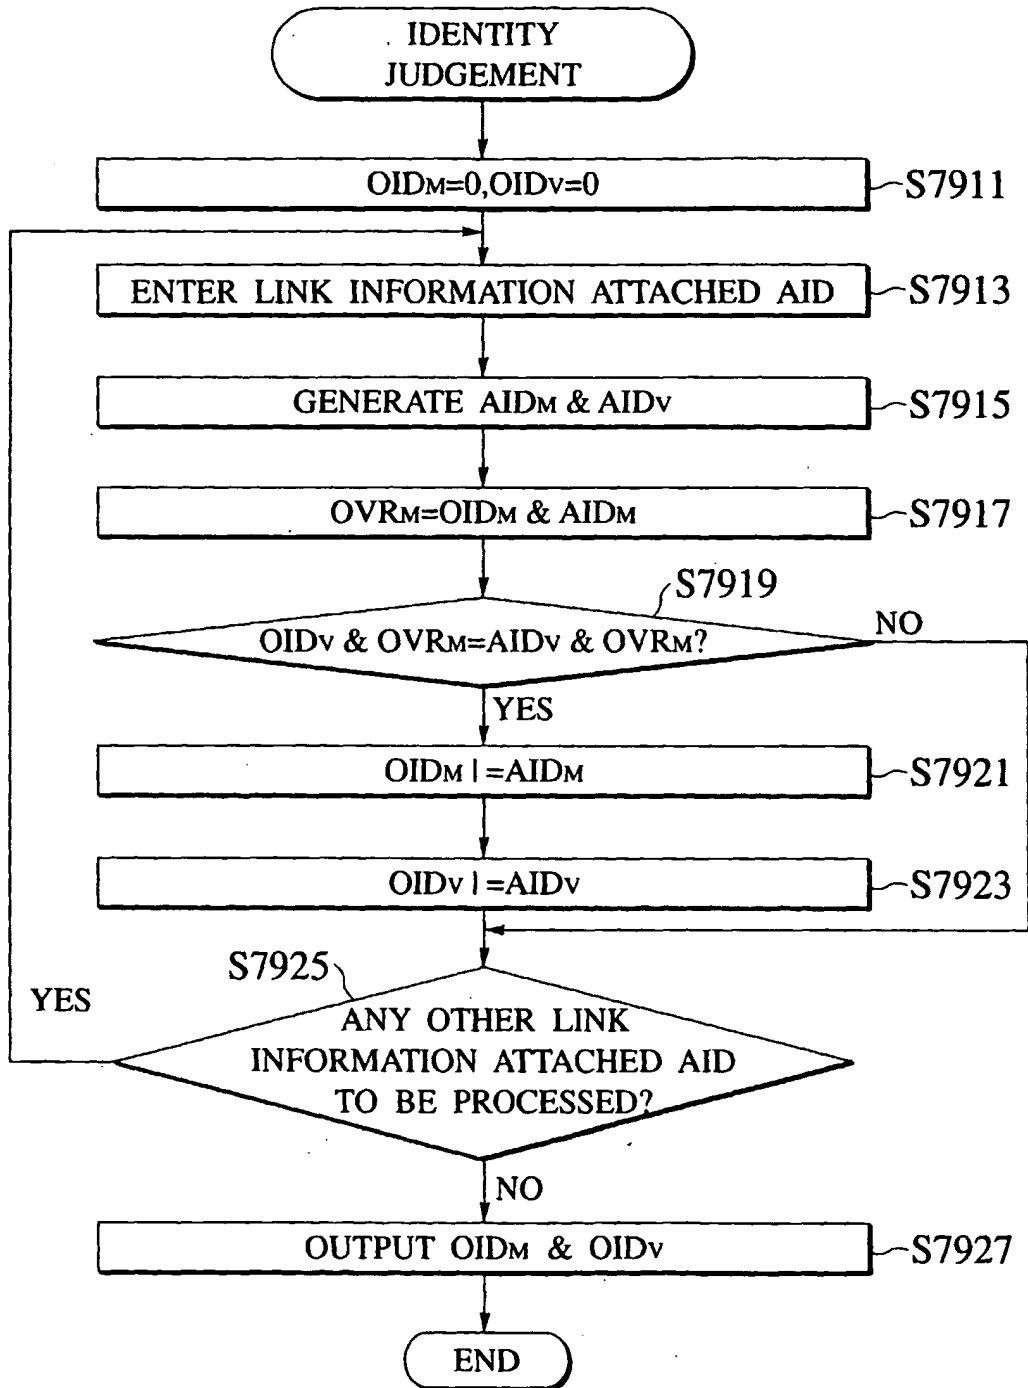 IDENTITY
JUDGEMENT
OIDM=0,OIDV=0
S7911
ENTER LINK INFORMATION ATTACHED AID
S7913
GENERATE AIDM & AIDV
S7915
OVRM=OIDM & AIDM
S7917
S7919
OIDV & OVRM=AIDV & OVRM?
NO
YES
OIDM |=AIDM
S7921
OIDV |=AIDV
S7923
S7925
YES
ANY OTHER LINK
INFORMATION ATTACHED AID
TO BE PROCESSED?
NO
OUTPUT OIDM & OIDV
S7927
END